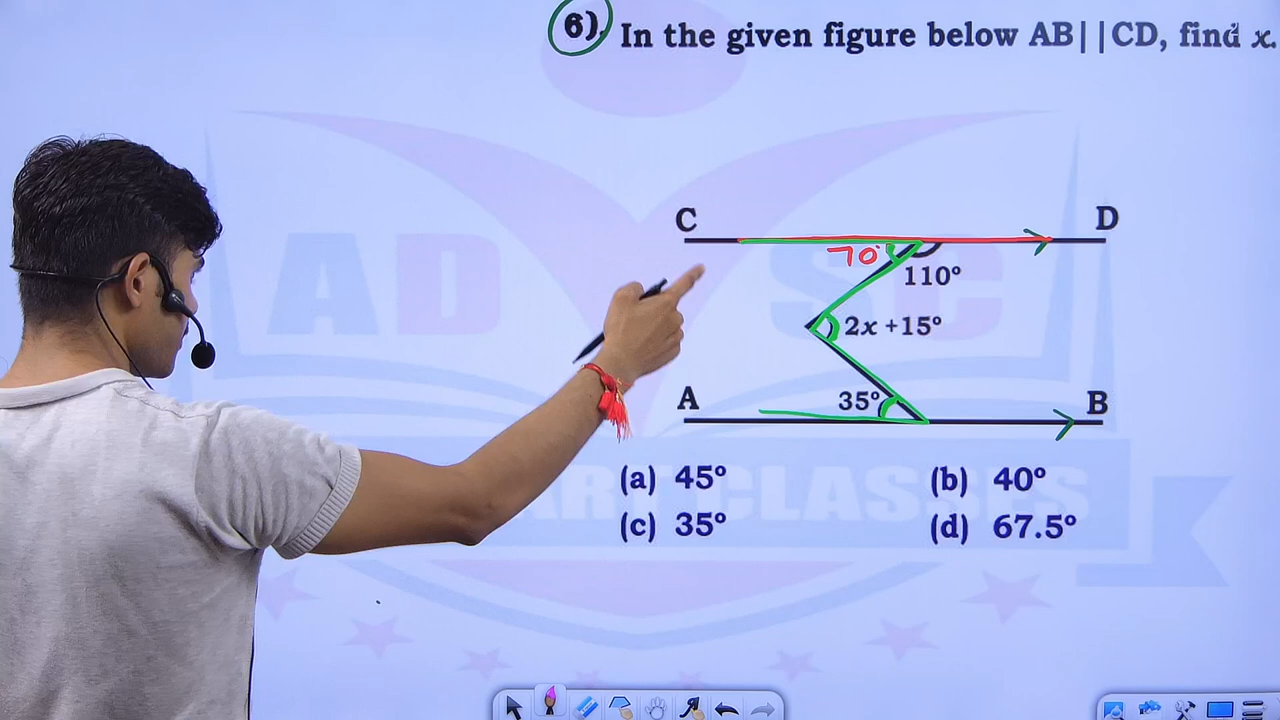 6). In the given figure below AB||CD, find x.
C D
70°
110°
2x +15°
A 35° B
(a) 45° (b) 40°
(c) 35° (d) 67.5°